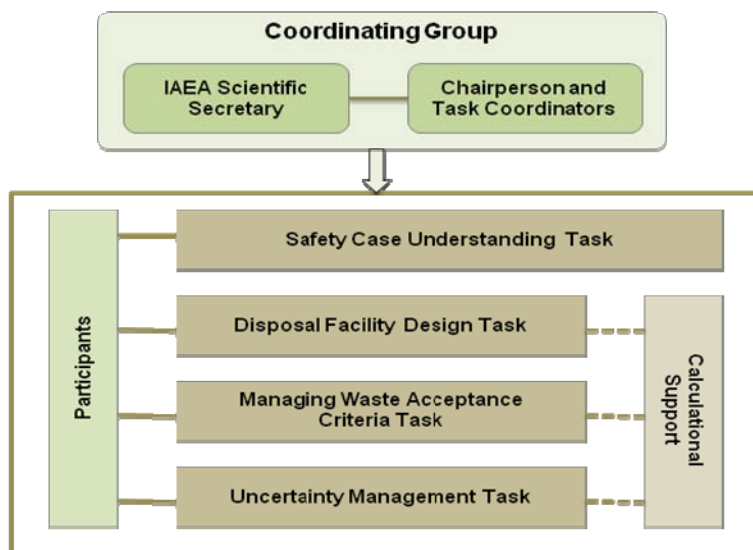 Coordinating Group
IAEA Scientific
Secretary
Chairperson and
Task Coordinators
Participants
Safety Case Understanding Task
Disposal Facility Design Task
Managing Waste Acceptance
Criteria Task
Uncertainty Management Task
Calculational
Support